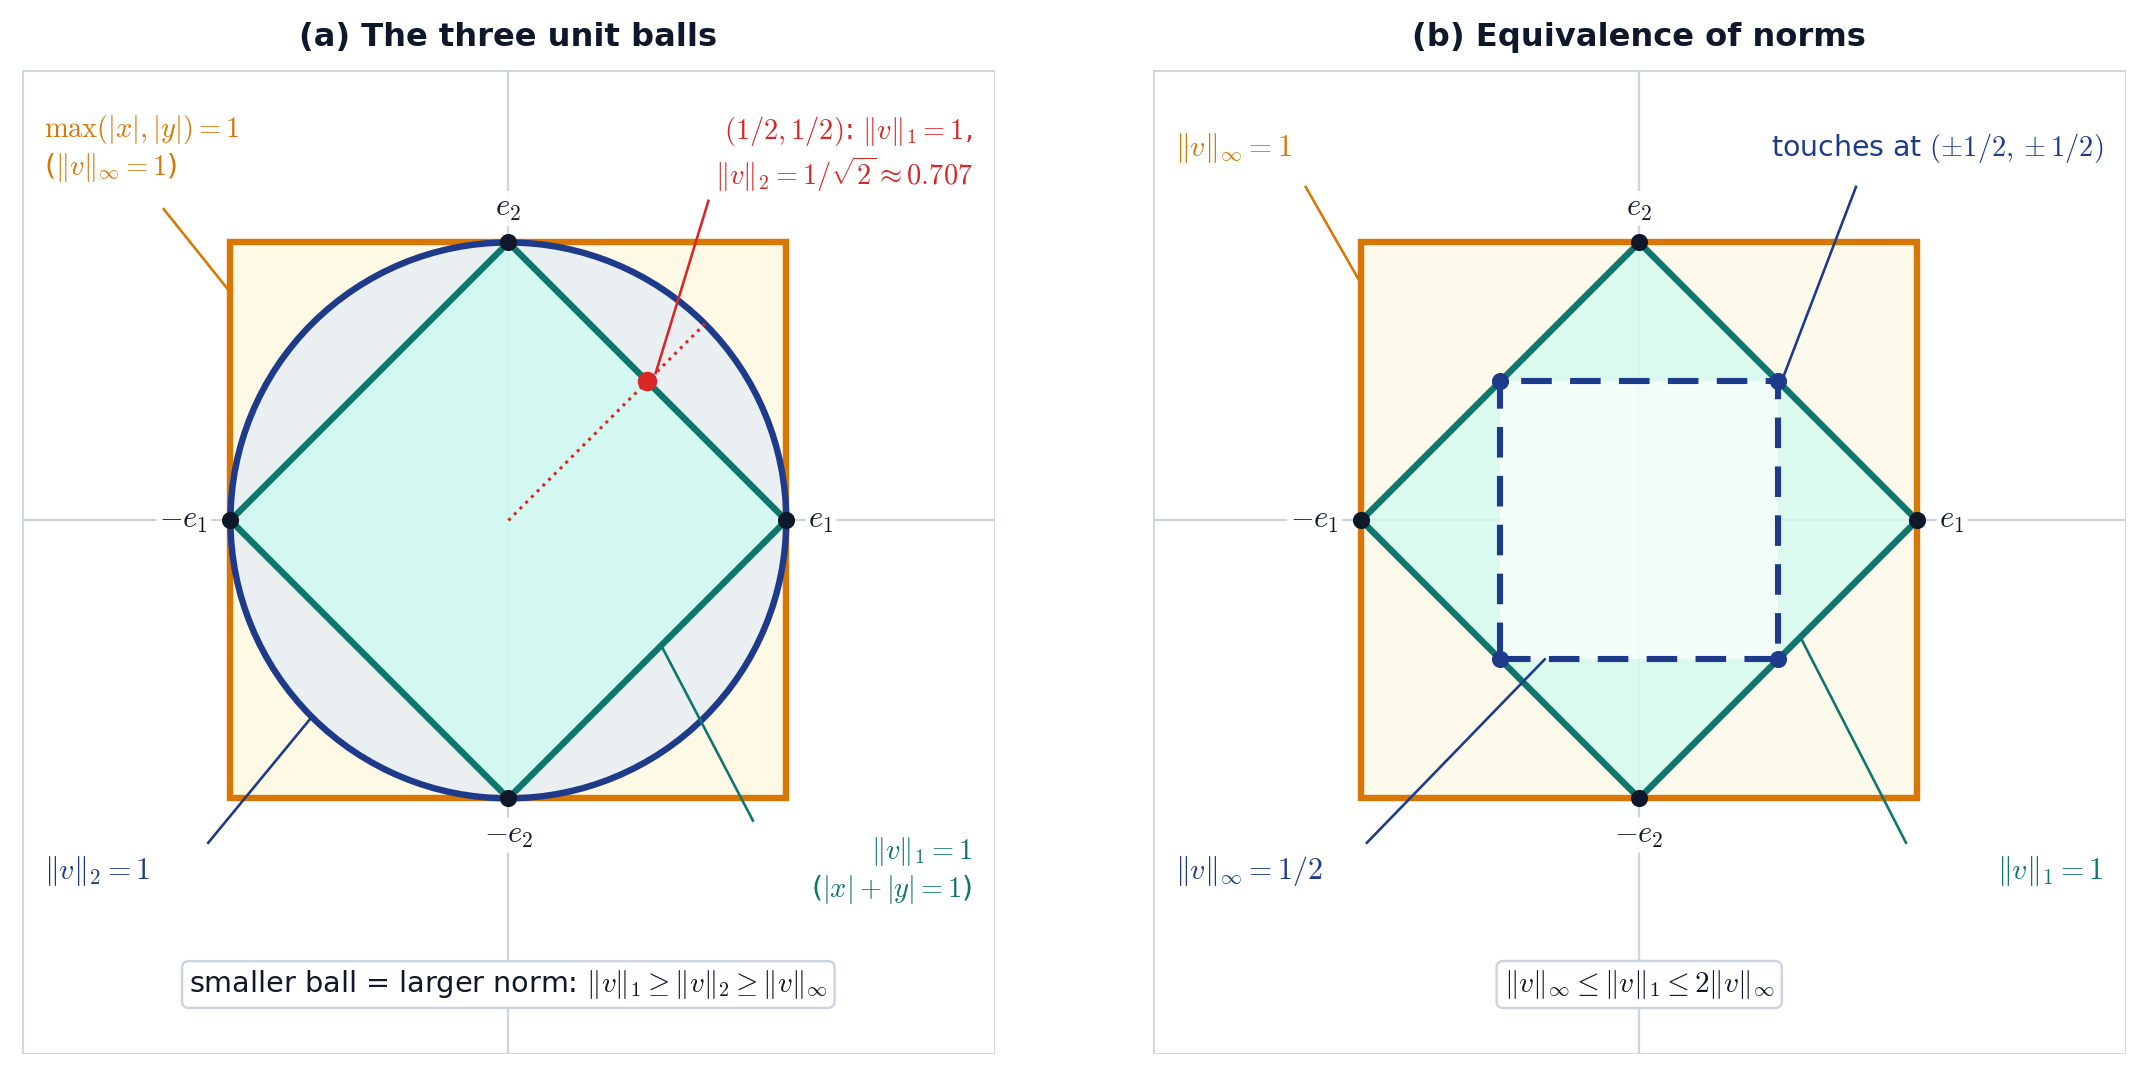 (a) The three unit balls
max(|x|, |y|) = 1
(‖v‖∞ = 1)
(1/2, 1/2): ‖v‖₁ = 1,
‖v‖₂ = 1/√2 ≈ 0.707
e₂
−e₁
e₁
−e₂
‖v‖₂ = 1
‖v‖₁ = 1
(|x| + |y| = 1)
smaller ball = larger norm: ‖v‖₁ ≥ ‖v‖₂ ≥ ‖v‖∞
(b) Equivalence of norms
‖v‖∞ = 1
touches at (±1/2, ±1/2)
e₂
−e₁
e₁
−e₂
‖v‖∞ = 1/2
‖v‖₁ = 1
‖v‖∞ ≤ ‖v‖₁ ≤ 2‖v‖∞